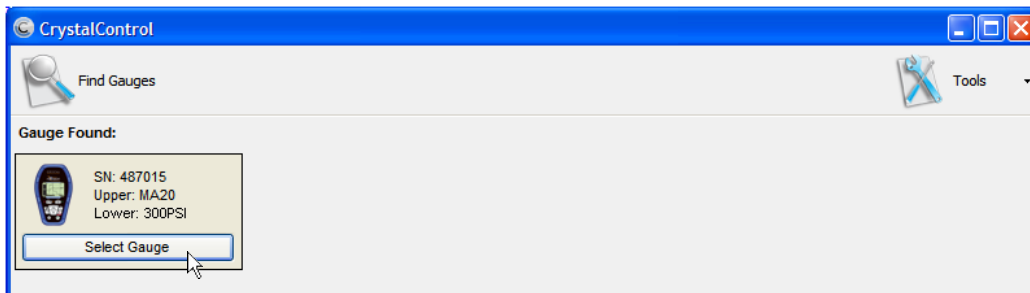 CrystalControl
Find Gauges
Tools
Gauge Found:
SN: 487015
Upper: MA20
Lower: 300PSI
Select Gauge